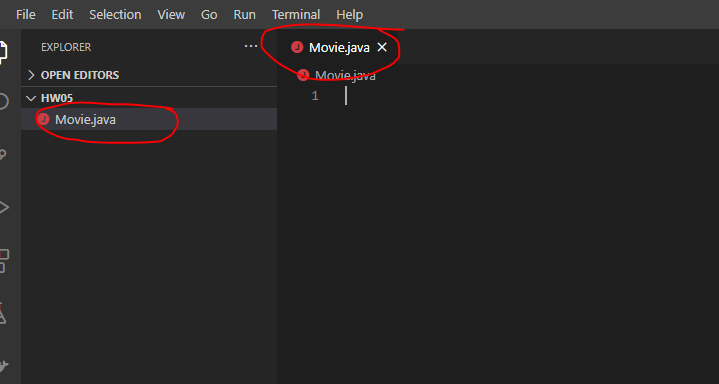 File Edit Selection View Go Run Terminal Help
EXPLORER ···
OPEN EDITORS
HW05
Movie.java
Movie.java ×
Movie.java
1